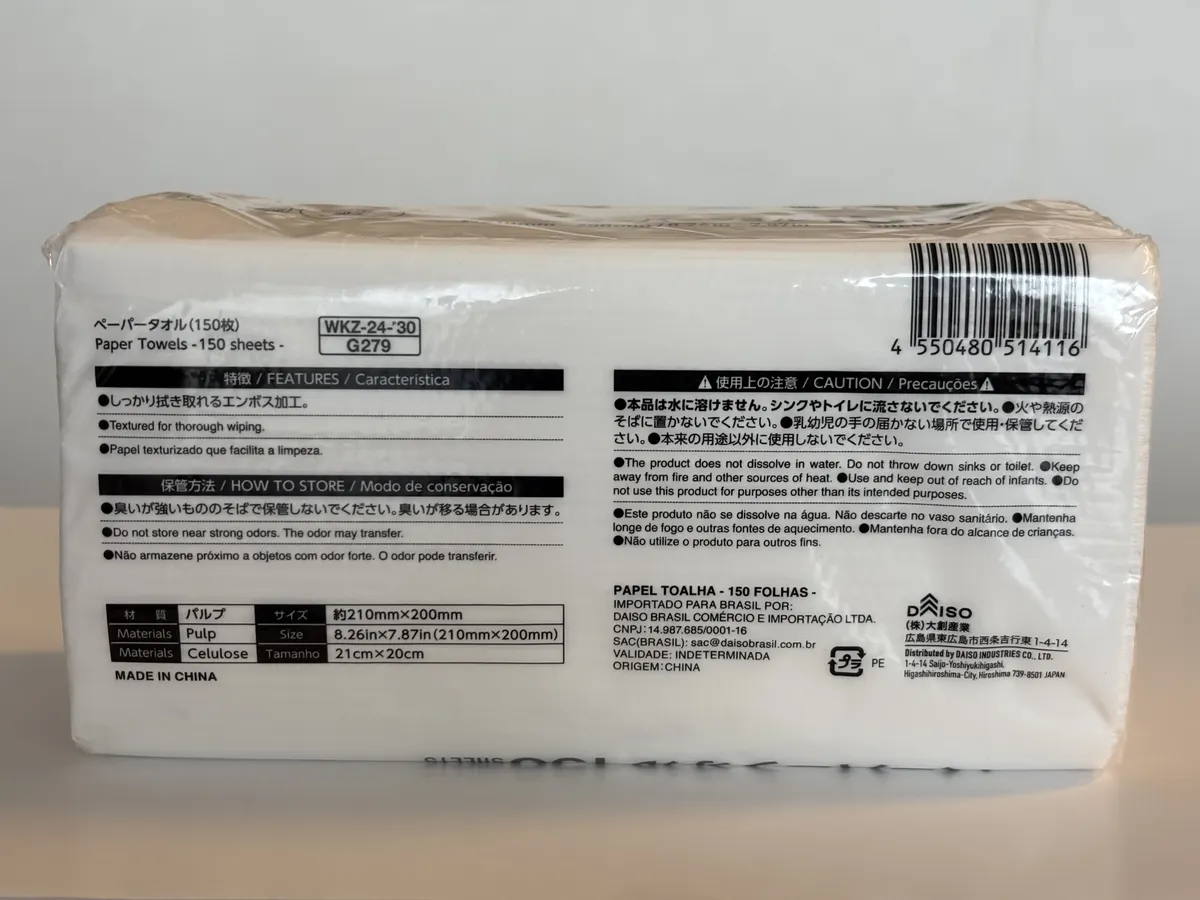 ペーパータオル(150枚)
Paper Towels -150 sheets -
WKZ-24-'30
G279
特徴 / FEATURES / Característica
●しっかり拭き取れるエンボス加工。
●Textured for thorough wiping.
●Papel texturizado que facilita a limpeza.
保管方法 / HOW TO STORE / Modo de conservação
●臭いが強いもののそばで保管しないでください。臭いが移る場合があります。
●Do not store near strong odors. The odor may transfer.
●Não armazene próximo a objetos com odor forte. O odor pode transferir.
材 質 パルプ サイズ 約210mm×200mm
Materials Pulp Size 8.26in×7.87in(210mm×200mm)
Materials Celulose Tamanho 21cm×20cm
MADE IN CHINA
4 550480 514116
⚠使用上の注意 / CAUTION / Precauções⚠
●本品は水に溶けません。シンクやトイレに流さないでください。●火や熱源の
そばに置かないでください。●乳幼児の手の届かない場所で使用・保管してくだ
さい。●本来の用途以外に使用しないでください。
●The product does not dissolve in water. Do not throw down sinks or toilet. ●Keep
away from fire and other sources of heat. ●Use and keep out of reach of infants. ●Do
not use this product for purposes other than its intended purposes.
●Este produto não se dissolve na água. Não descarte no vaso sanitário. ●Mantenha
longe de fogo e outras fontes de aquecimento. ●Mantenha fora do alcance de crianças.
●Não utilize o produto para outros fins.
PAPEL TOALHA - 150 FOLHAS -
IMPORTADO PARA BRASIL POR:
DAISO BRASIL COMÉRCIO E IMPORTAÇÃO LTDA.
CNPJ:14.987.685/0001-16
SAC(BRASIL): sac@daisobrasil.com.br
VALIDADE: INDETERMINADA
ORIGEM:CHINA
プラ PE
DAISO
(株)大創産業
広島県東広島市西条吉行東 1-4-14
Distributed by DAISO INDUSTRIES CO., LTD.
1-4-14 Saijo-Yoshiyukihigashi,
Higashihiroshima-City, Hiroshima 739-8501 JAPAN
150 SHEETS